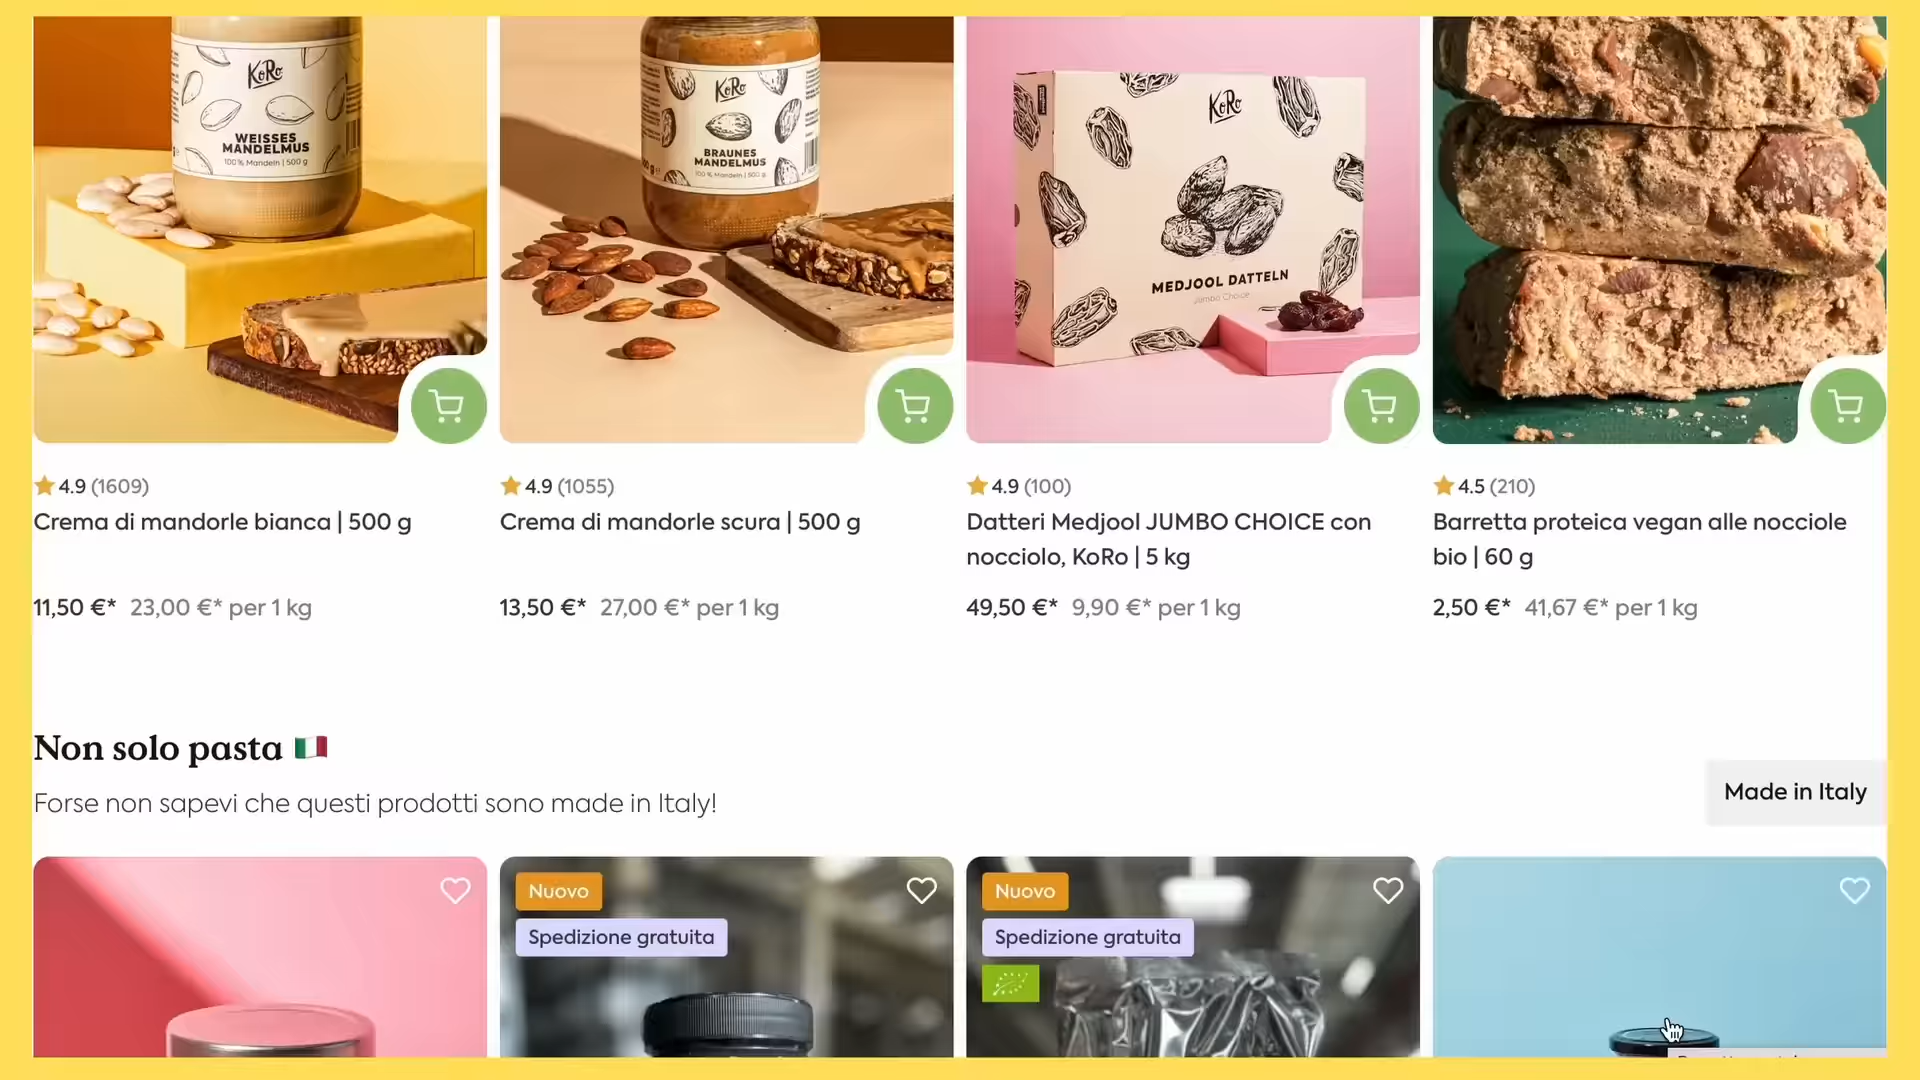 KoRo
WEISSES
MANDELMUS
100 % Mandeln | 500 g
KoRo
BRAUNES
MANDELMUS
100 % Mandeln | 500 g
KoRo
MEDJOOL DATTELN
Jumbo Choice
4.9 (1609)
Crema di mandorle bianca | 500 g
11,50 €* 23,00 €* per 1 kg
4.9 (1055)
Crema di mandorle scura | 500 g
13,50 €* 27,00 €* per 1 kg
4.9 (100)
Datteri Medjool JUMBO CHOICE con
nocciolo, KoRo | 5 kg
49,50 €* 9,90 €* per 1 kg
4.5 (210)
Barretta proteica vegan alle nocciole
bio | 60 g
2,50 €* 41,67 €* per 1 kg
Non solo pasta
Forse non sapevi che questi prodotti sono made in Italy!
Made in Italy
Nuovo
Spedizione gratuita
Nuovo
Spedizione gratuita